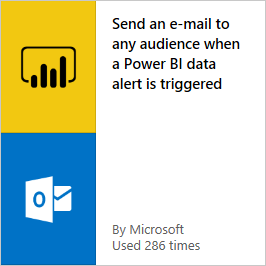 Send an e-mail to
any audience when
a Power BI data
alert is triggered
By Microsoft
Used 286 times